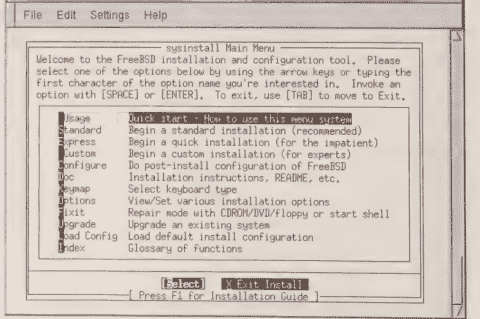 File Edit Settings Help
sysinstall Main Menu
Welcome to the FreeBSD installation and configuration tool. Please
select one of the options below by using the arrow keys or typing the
first character of the option name you're interested in. Invoke an
option with [SPACE] or [ENTER]. To exit, use [TAB] to move to Exit.
Usage Quick start - How to use this menu system
Standard Begin a standard installation (recommended)
Express Begin a quick installation (for the impatient)
Custom Begin a custom installation (for experts)
Configure Do post-install configuration of FreeBSD
Doc Installation instructions, README, etc.
Keymap Select keyboard type
Options View/Set various installation options
Fixit Repair mode with CDROM/DVD/floppy or start shell
Upgrade Upgrade an existing system
Load Config Load default install configuration
Index Glossary of functions
[Select] X Exit Install
[ Press F1 for Installation Guide ]